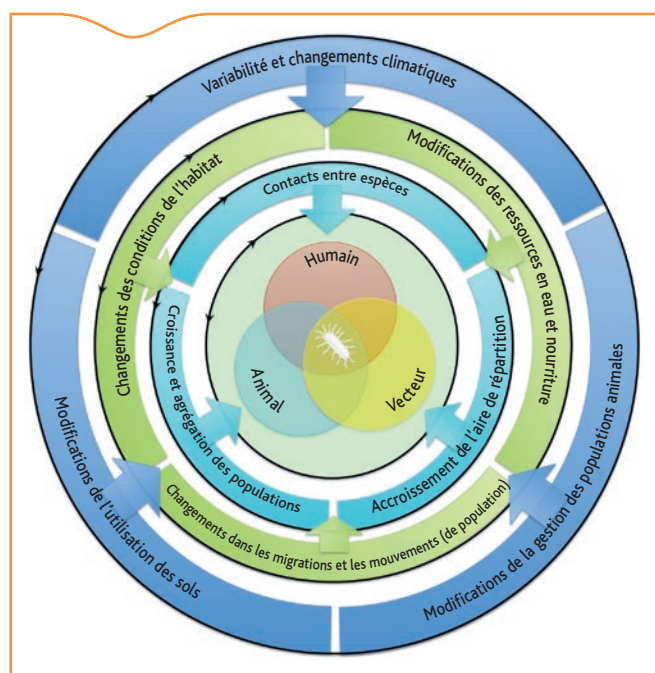 Variabilité et changements climatiques
Changements des conditions de l'habitat
Modifications des ressources en eau et nourriture
Contacts entre espèces
Humain
Animal
Vecteur
Croissance et agrégation des populations
Accroissement de l'aire de répartition
Changements dans les migrations et les mouvements (de population)
Modifications de l'utilisation des sols
Modifications de la gestion des populations animales